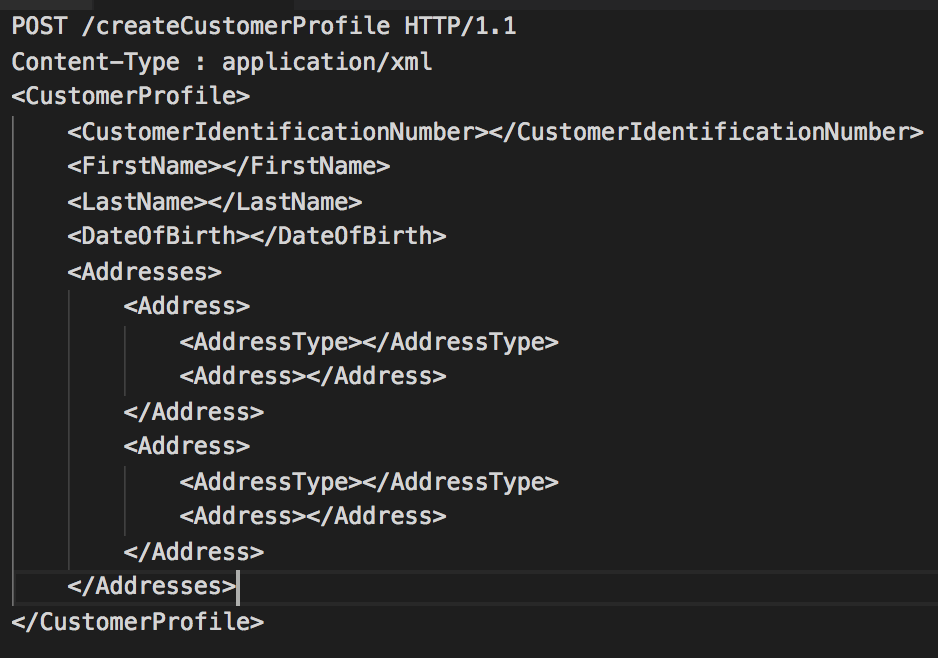 POST /createCustomerProfile HTTP/1.1
Content-Type : application/xml
<CustomerProfile>
    <CustomerIdentificationNumber></CustomerIdentificationNumber>
    <FirstName></FirstName>
    <LastName></LastName>
    <DateOfBirth></DateOfBirth>
    <Addresses>
        <Address>
            <AddressType></AddressType>
            <Address></Address>
        </Address>
        <Address>
            <AddressType></AddressType>
            <Address></Address>
        </Address>
    </Addresses>
</CustomerProfile>